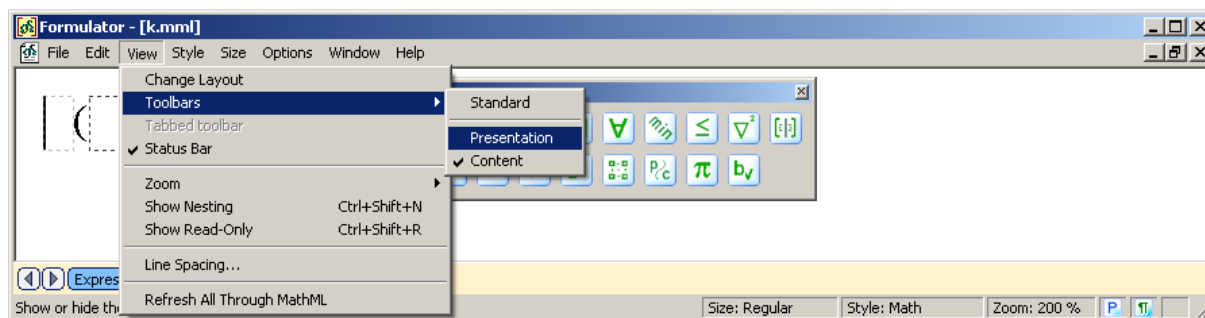 Formulator - [k.mml]
File Edit View Style Size Options Window Help
Change Layout
Toolbars
Tabbed toolbar
Status Bar
Zoom
Show Nesting Ctrl+Shift+N
Show Read-Only Ctrl+Shift+R
Line Spacing...
Refresh All Through MathML
Standard
Presentation
Content
∀ min ≤ ∇² [:]
P/c π b√
Expres
Show or hide th
Size: Regular Style: Math Zoom: 200 % P ¶